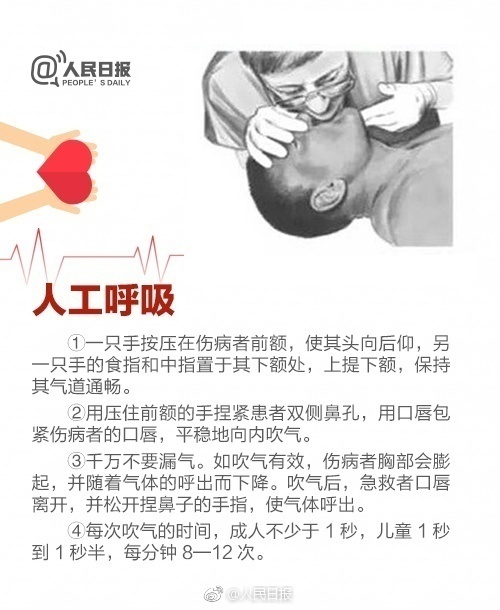 @人民日报
PEOPLE'S DAILY
人工呼吸
①一只手按压在伤病者前额，使其头向后仰，另
一只手的食指和中指置于其下颌处，上提下颌，保持
其气道通畅。
②用压住前额的手捏紧患者双侧鼻孔，用口唇包
紧伤病者的口唇，平稳地向内吹气。
③千万不要漏气。如吹气有效，伤病者胸部会膨
起，并随着气体的呼出而下降。吹气后，急救者口唇
离开，并松开捏鼻子的手指，使气体呼出。
④每次吹气的时间，成人不少于 1 秒，儿童 1 秒
到 1 秒半，每分钟 8—12 次。
@人民日报